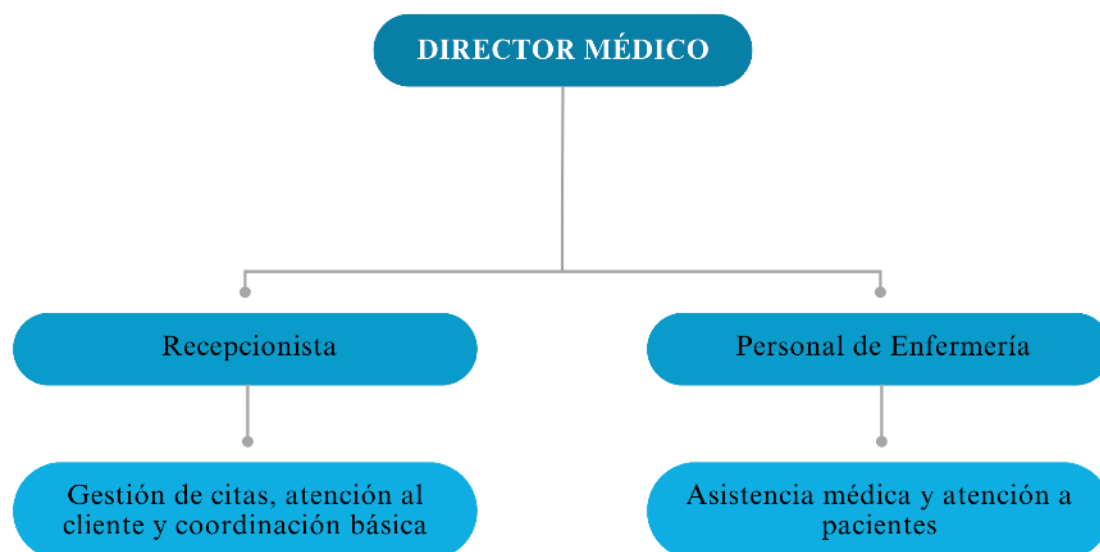 DIRECTOR MÉDICO
Recepcionista
Personal de Enfermería
Gestión de citas, atención al
cliente y coordinación básica
Asistencia médica y atención a
pacientes